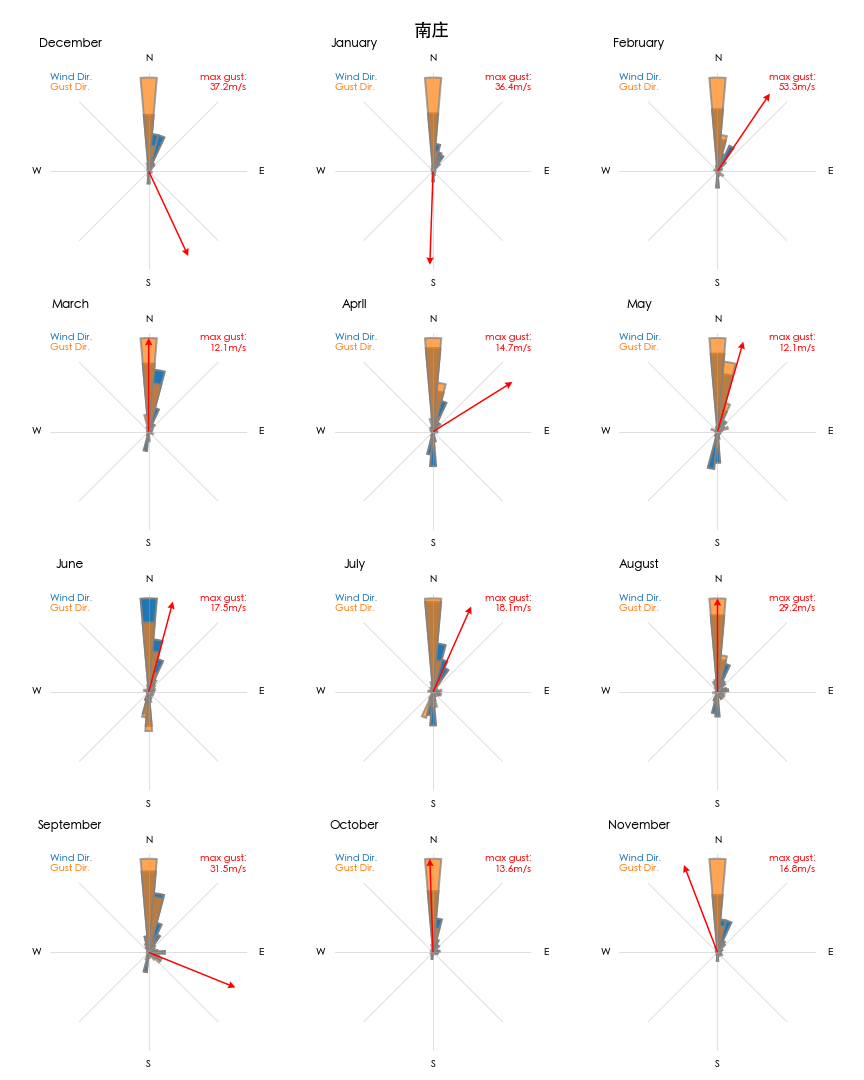 南庄
December
N
Wind Dir.
Gust Dir.
max gust:
37.2m/s
W
E
S
January
N
Wind Dir.
Gust Dir.
max gust:
36.4m/s
W
E
S
February
N
Wind Dir.
Gust Dir.
max gust:
53.3m/s
W
E
S
March
N
Wind Dir.
Gust Dir.
max gust:
12.1m/s
W
E
S
April
N
Wind Dir.
Gust Dir.
max gust:
14.7m/s
W
E
S
May
N
Wind Dir.
Gust Dir.
max gust:
12.1m/s
W
E
S
June
N
Wind Dir.
Gust Dir.
max gust:
17.5m/s
W
E
S
July
N
Wind Dir.
Gust Dir.
max gust:
18.1m/s
W
E
S
August
N
Wind Dir.
Gust Dir.
max gust:
29.2m/s
W
E
S
September
N
Wind Dir.
Gust Dir.
max gust:
31.5m/s
W
E
S
October
N
Wind Dir.
Gust Dir.
max gust:
13.6m/s
W
E
S
November
N
Wind Dir.
Gust Dir.
max gust:
16.8m/s
W
E
S